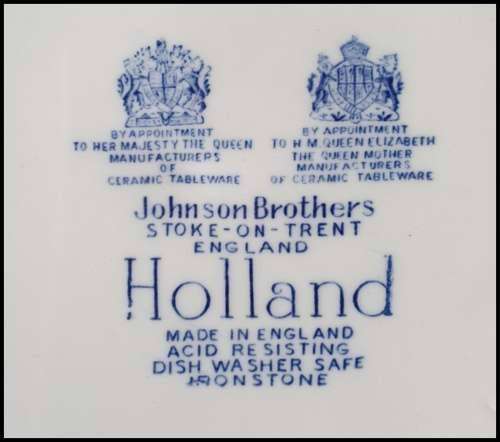 BY APPOINTMENT
TO HER MAJESTY THE QUEEN
MANUFACTURERS
OF
CERAMIC TABLEWARE
BY APPOINTMENT
TO H M QUEEN ELIZABETH
THE QUEEN MOTHER
MANUFACTURERS
OF CERAMIC TABLEWARE
Johnson Brothers
STOKE-ON-TRENT
ENGLAND
Holland
MADE IN ENGLAND
ACID RESISTING
DISH WASHER SAFE
IRONSTONE